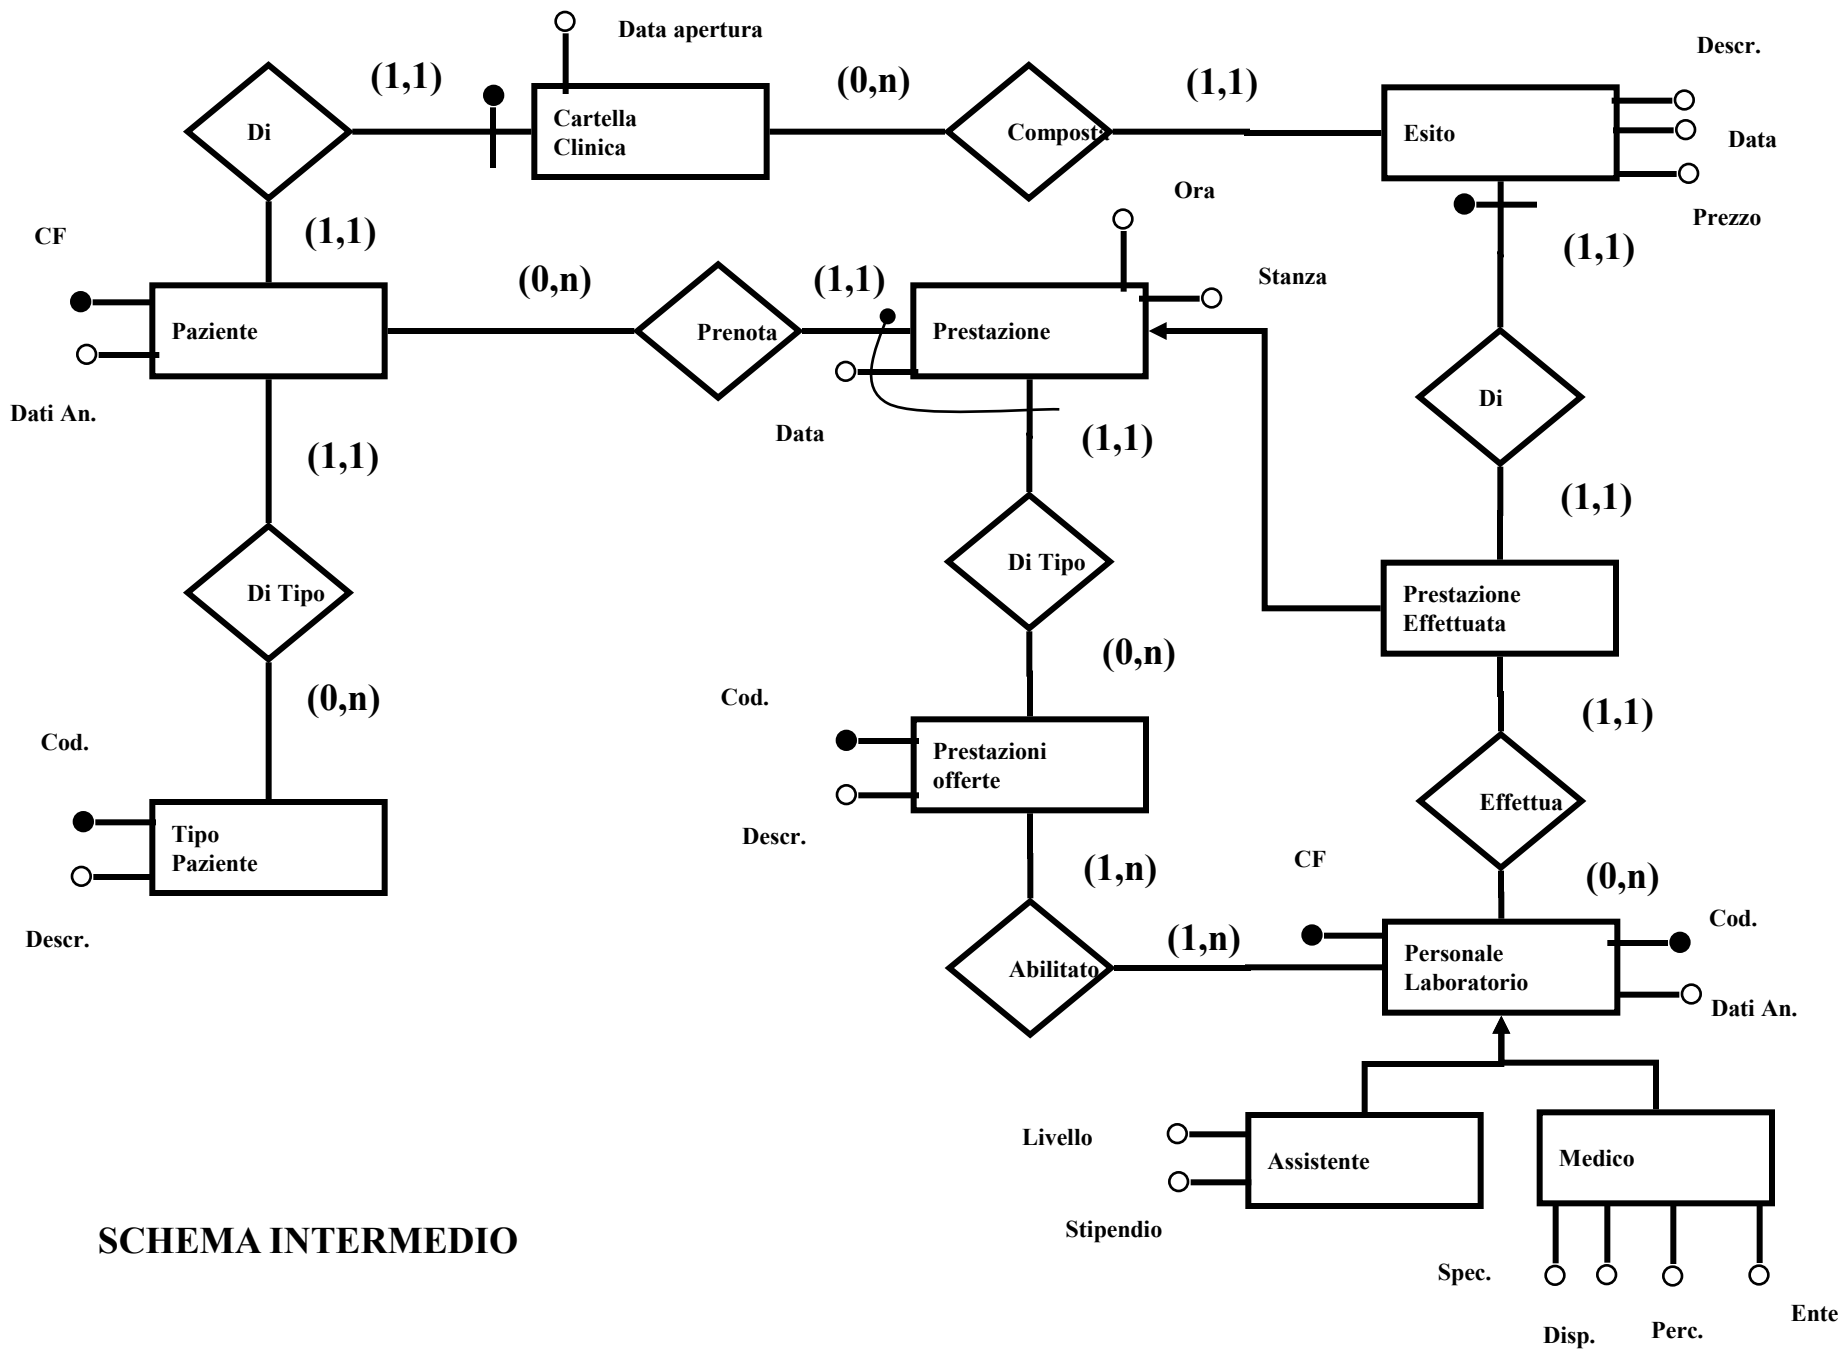 Data apertura
Descr.
(1,1)
(0,n)
(1,1)
Di
Cartella
Clinica
Composta
Esito
Data
Ora
Prezzo
CF
(1,1)
(0,n)
(1,1)
Stanza
(1,1)
Paziente
Prenota
Prestazione
Dati An.
Data
(1,1)
(1,1)
Di
(1,1)
Di Tipo
Di Tipo
Prestazione
Effettuata
(0,n)
(0,n)
Cod.
(1,1)
Cod.
Prestazioni
offerte
Effettua
Tipo
Paziente
Descr.
CF
(1,n)
(0,n)
Descr.
(1,n)
Cod.
Abilitato
Personale
Laboratorio
Dati An.
Livello
Assistente
Medico
Stipendio
SCHEMA INTERMEDIO
Spec.
Ente
Disp.
Perc.